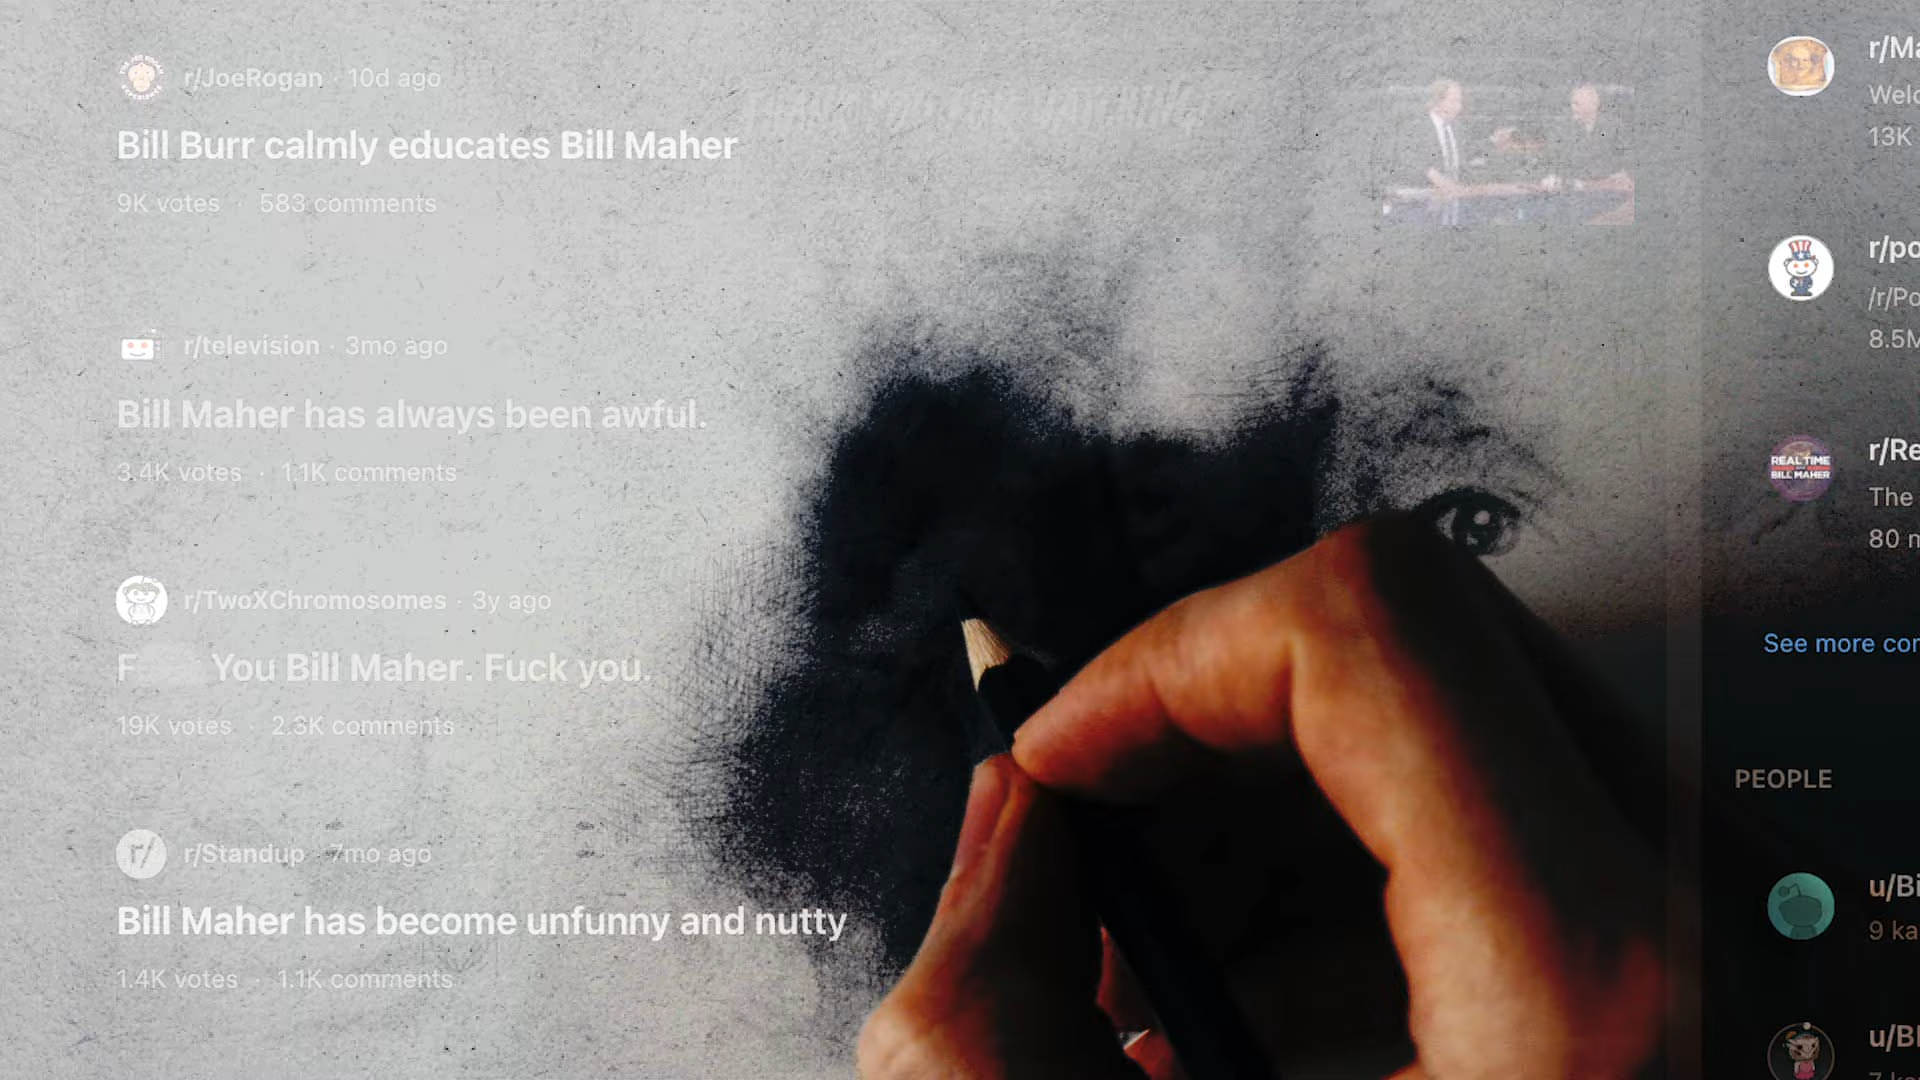 r/JoeRogan · 10d ago
Bill Burr calmly educates Bill Maher
9K votes · 583 comments
r/television · 3mo ago
Bill Maher has always been awful.
3.4K votes · 1.1K comments
r/TwoXChromosomes · 3y ago
F You Bill Maher. Fuck you.
19K votes · 2.3K comments
r/Standup · 7mo ago
Bill Maher has become unfunny and nutty
1.4K votes · 1.1K comments
r/Ma
Welc
13K
r/po
/r/Po
8.5M
REAL TIME
BILL MAHER
r/Re
The
80 m
See more con
PEOPLE
u/Bi
9 ka
u/Bl
7 ka